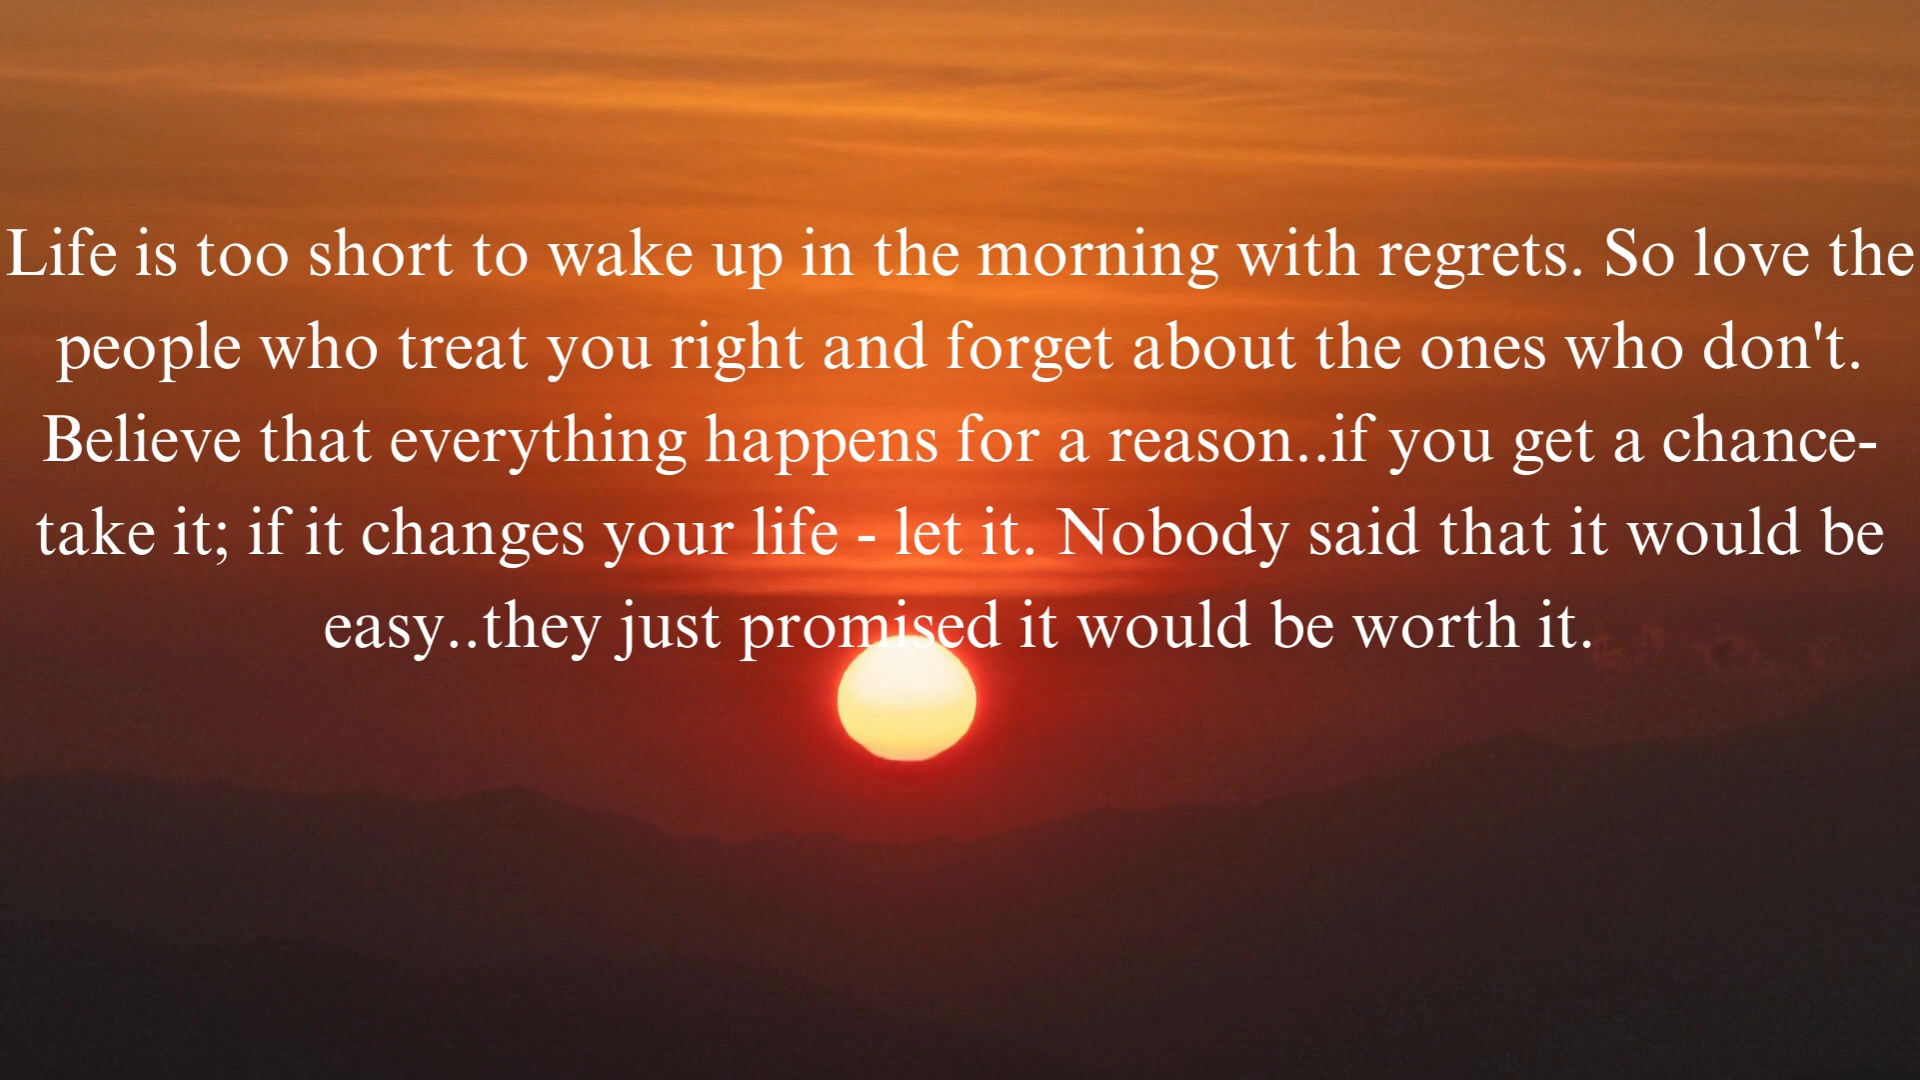 Life is too short to wake up in the morning with regrets. So love the
people who treat you right and forget about the ones who don't.
Believe that everything happens for a reason..if you get a chance-
take it; if it changes your life - let it. Nobody said that it would be
easy..they just promised it would be worth it.